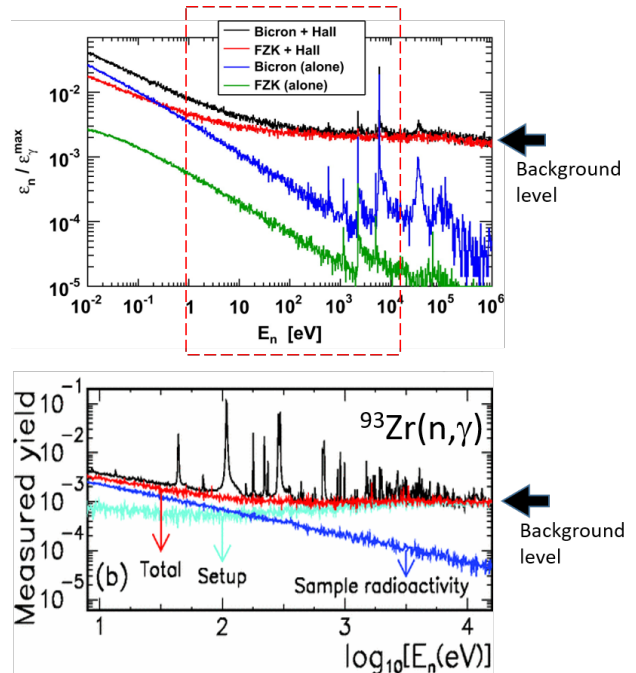 Bicron + Hall
FZK + Hall
Bicron (alone)
FZK (alone)
10⁻²
10⁻³
10⁻⁴
10⁻⁵
εₙ / ε_γ^max
10⁻² 10⁻¹ 1 10 10² 10³ 10⁴ 10⁵ 10⁶
Eₙ [eV]
Background
level
10⁻¹
10⁻²
10⁻³
10⁻⁴
10⁻⁵
Measured yield
⁹³Zr(n,γ)
Background
level
(b)
Total
Setup
Sample radioactivity
1 2 3 4
log₁₀[Eₙ(eV)]